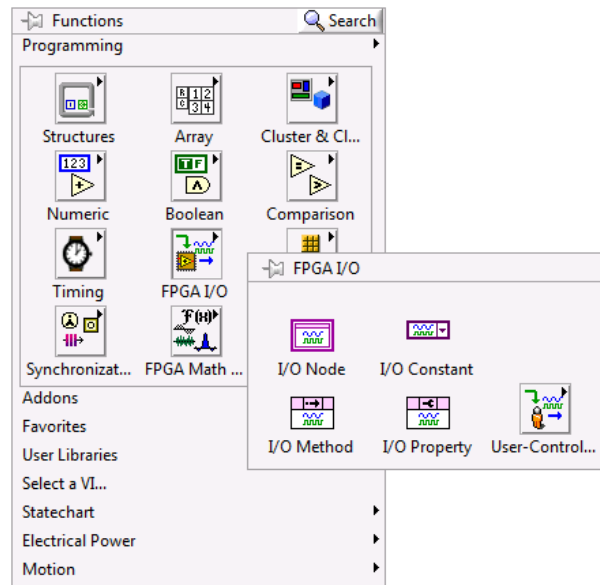 Functions
Search
Programming
Structures
Array
Cluster & Cl...
Numeric
Boolean
Comparison
Timing
FPGA I/O
Synchronizat...
FPGA Math ...
FPGA I/O
I/O Node
I/O Constant
I/O Method
I/O Property
User-Control...
Addons
Favorites
User Libraries
Select a VI...
Statechart
Electrical Power
Motion